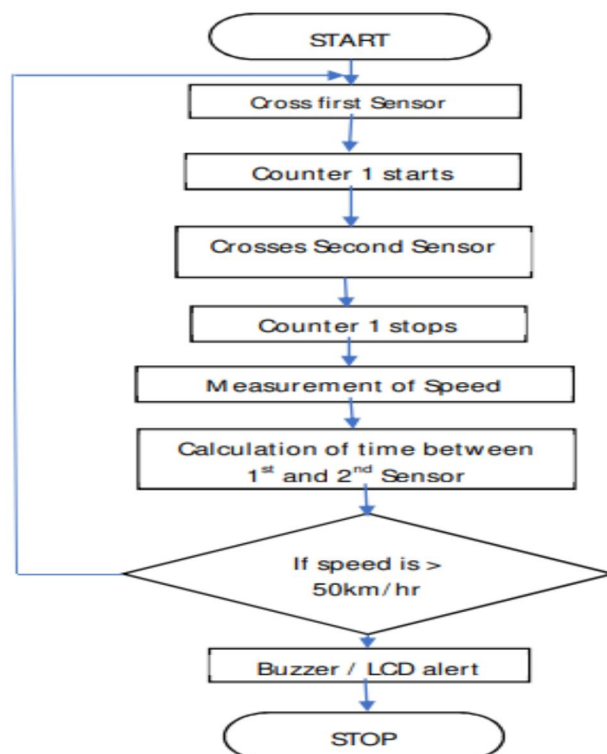 START
Cross first Sensor
Counter 1 starts
Crosses Second Sensor
Counter 1 stops
Measurement of Speed
Calculation of time between
1st and 2nd Sensor
If speed is >
50km/hr
Buzzer / LCD alert
STOP